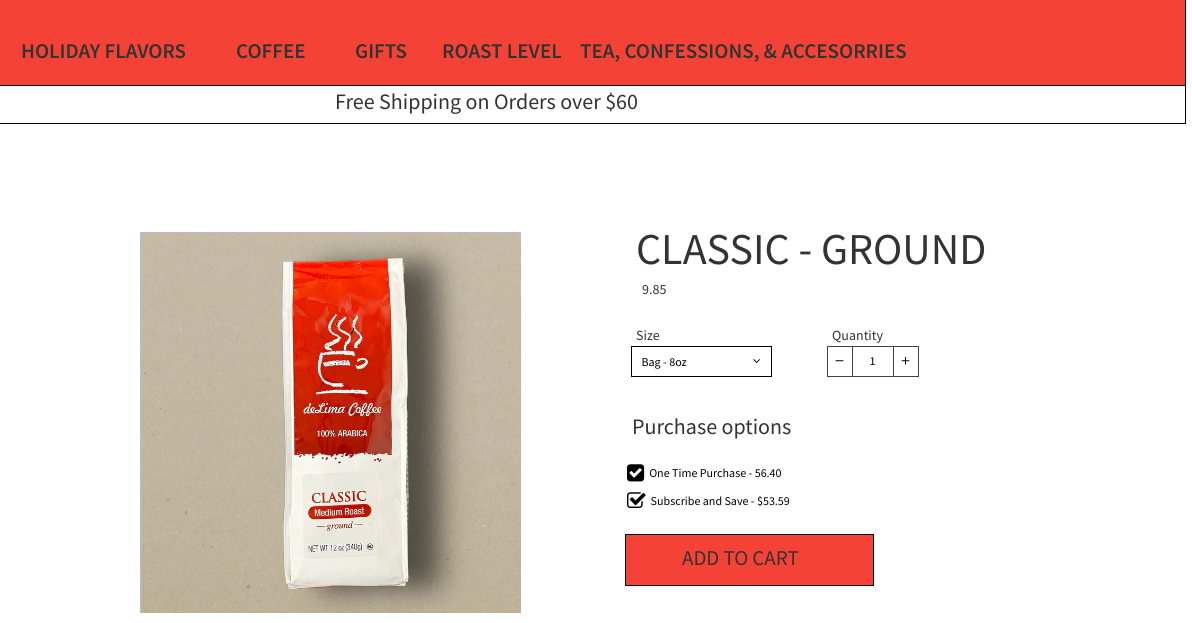 HOLIDAY FLAVORS COFFEE GIFTS ROAST LEVEL TEA, CONFESSIONS, & ACCESORRIES
Free Shipping on Orders over $60
CLASSIC - GROUND
9.85
Size Quantity
Bag - 8oz − 1 +
Purchase options
One Time Purchase - 56.40
Subscribe and Save - $53.59
ADD TO CART
deLima Coffee
100% ARABICA
CLASSIC
Medium Roast
ground
NET WT 12 oz (340g)